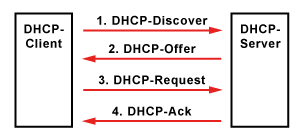 DHCP-
Client
1. DHCP-Discover
2. DHCP-Offer
3. DHCP-Request
4. DHCP-Ack
DHCP-
Server